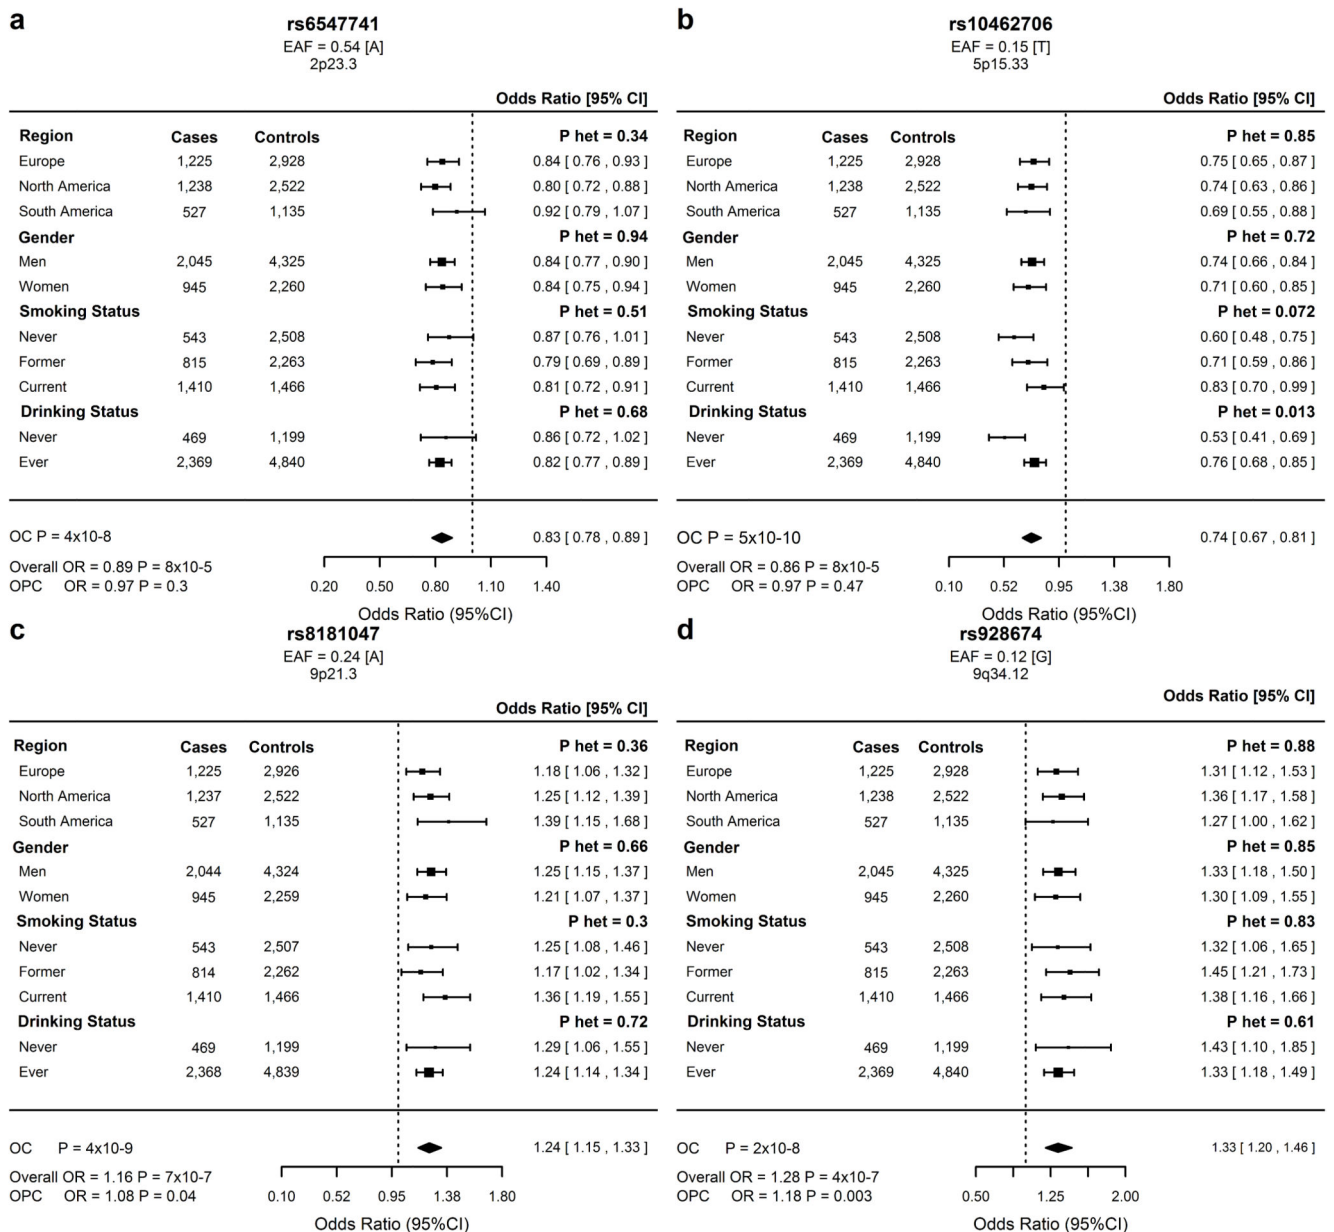 a
rs6547741
EAF = 0.54 [A]
2p23.3
Odds Ratio [95% CI]
Region Cases Controls P het = 0.34
Europe 1,225 2,928 0.84 [ 0.76 , 0.93 ]
North America 1,238 2,522 0.80 [ 0.72 , 0.88 ]
South America 527 1,135 0.92 [ 0.79 , 1.07 ]
Gender P het = 0.94
Men 2,045 4,325 0.84 [ 0.77 , 0.90 ]
Women 945 2,260 0.84 [ 0.75 , 0.94 ]
Smoking Status P het = 0.51
Never 543 2,508 0.87 [ 0.76 , 1.01 ]
Former 815 2,263 0.79 [ 0.69 , 0.89 ]
Current 1,410 1,466 0.81 [ 0.72 , 0.91 ]
Drinking Status P het = 0.68
Never 469 1,199 0.86 [ 0.72 , 1.02 ]
Ever 2,369 4,840 0.82 [ 0.77 , 0.89 ]
OC P = 4x10-8 0.83 [ 0.78 , 0.89 ]
Overall OR = 0.89 P = 8x10-5
OPC OR = 0.97 P = 0.3
0.20 0.50 0.80 1.10 1.40
Odds Ratio (95%CI)
b
rs10462706
EAF = 0.15 [T]
5p15.33
Odds Ratio [95% CI]
Region Cases Controls P het = 0.85
Europe 1,225 2,928 0.75 [ 0.65 , 0.87 ]
North America 1,238 2,522 0.74 [ 0.63 , 0.86 ]
South America 527 1,135 0.69 [ 0.55 , 0.88 ]
Gender P het = 0.72
Men 2,045 4,325 0.74 [ 0.66 , 0.84 ]
Women 945 2,260 0.71 [ 0.60 , 0.85 ]
Smoking Status P het = 0.072
Never 543 2,508 0.60 [ 0.48 , 0.75 ]
Former 815 2,263 0.71 [ 0.59 , 0.86 ]
Current 1,410 1,466 0.83 [ 0.70 , 0.99 ]
Drinking Status P het = 0.013
Never 469 1,199 0.53 [ 0.41 , 0.69 ]
Ever 2,369 4,840 0.76 [ 0.68 , 0.85 ]
OC P = 5x10-10 0.74 [ 0.67 , 0.81 ]
Overall OR = 0.86 P = 8x10-5
OPC OR = 0.97 P = 0.47
0.10 0.52 0.95 1.38 1.80
Odds Ratio (95%CI)
c
rs8181047
EAF = 0.24 [A]
9p21.3
Odds Ratio [95% CI]
Region Cases Controls P het = 0.36
Europe 1,225 2,926 1.18 [ 1.06 , 1.32 ]
North America 1,237 2,522 1.25 [ 1.12 , 1.39 ]
South America 527 1,135 1.39 [ 1.15 , 1.68 ]
Gender P het = 0.66
Men 2,044 4,324 1.25 [ 1.15 , 1.37 ]
Women 945 2,259 1.21 [ 1.07 , 1.37 ]
Smoking Status P het = 0.3
Never 543 2,507 1.25 [ 1.08 , 1.46 ]
Former 814 2,262 1.17 [ 1.02 , 1.34 ]
Current 1,410 1,466 1.36 [ 1.19 , 1.55 ]
Drinking Status P het = 0.72
Never 469 1,199 1.29 [ 1.06 , 1.55 ]
Ever 2,368 4,839 1.24 [ 1.14 , 1.34 ]
OC P = 4x10-9 1.24 [ 1.15 , 1.33 ]
Overall OR = 1.16 P = 7x10-7
OPC OR = 1.08 P = 0.04
0.10 0.52 0.95 1.38 1.80
Odds Ratio (95%CI)
d
rs928674
EAF = 0.12 [G]
9q34.12
Odds Ratio [95% CI]
Region Cases Controls P het = 0.88
Europe 1,225 2,928 1.31 [ 1.12 , 1.53 ]
North America 1,238 2,522 1.36 [ 1.17 , 1.58 ]
South America 527 1,135 1.27 [ 1.00 , 1.62 ]
Gender P het = 0.85
Men 2,045 4,325 1.33 [ 1.18 , 1.50 ]
Women 945 2,260 1.30 [ 1.09 , 1.55 ]
Smoking Status P het = 0.83
Never 543 2,508 1.32 [ 1.06 , 1.65 ]
Former 815 2,263 1.45 [ 1.21 , 1.73 ]
Current 1,410 1,466 1.38 [ 1.16 , 1.66 ]
Drinking Status P het = 0.61
Never 469 1,199 1.43 [ 1.10 , 1.85 ]
Ever 2,369 4,840 1.33 [ 1.18 , 1.49 ]
OC P = 2x10-8 1.33 [ 1.20 , 1.46 ]
Overall OR = 1.28 P = 4x10-7
OPC OR = 1.18 P = 0.003
0.50 1.25 2.00
Odds Ratio (95%CI)